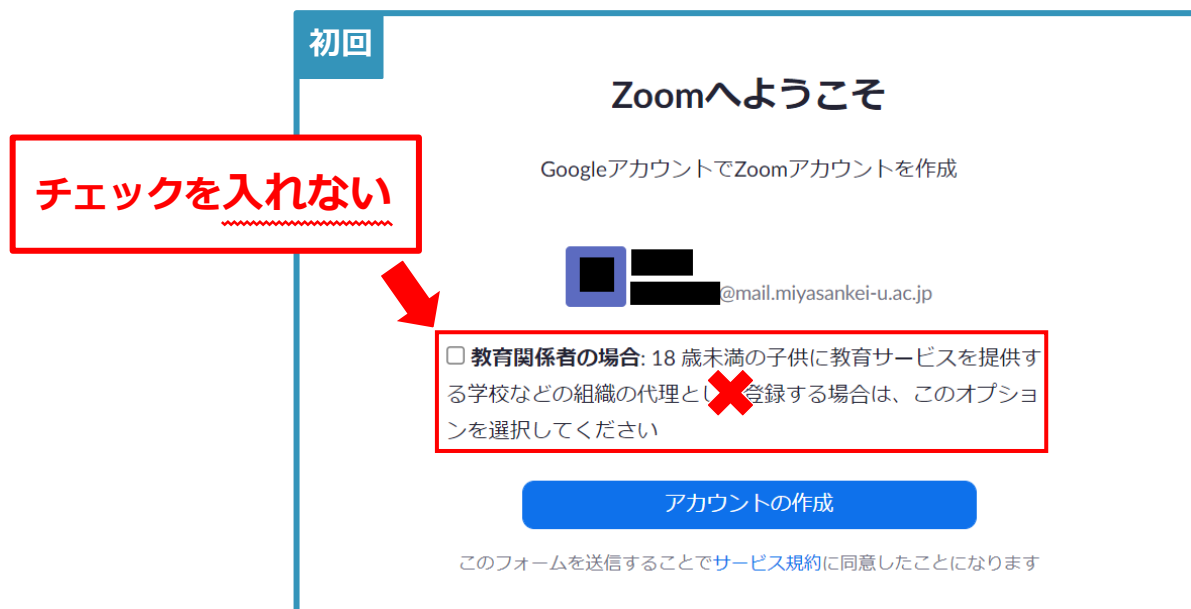 初回
Zoomへようこそ
GoogleアカウントでZoomアカウントを作成
チェックを入れない
@mail.miyasankei-u.ac.jp
教育関係者の場合: 18 歳未満の子供に教育サービスを提供す
る学校などの組織の代理とし 登録する場合は、このオプショ
ンを選択してください
アカウントの作成
このフォームを送信することでサービス規約に同意したことになります